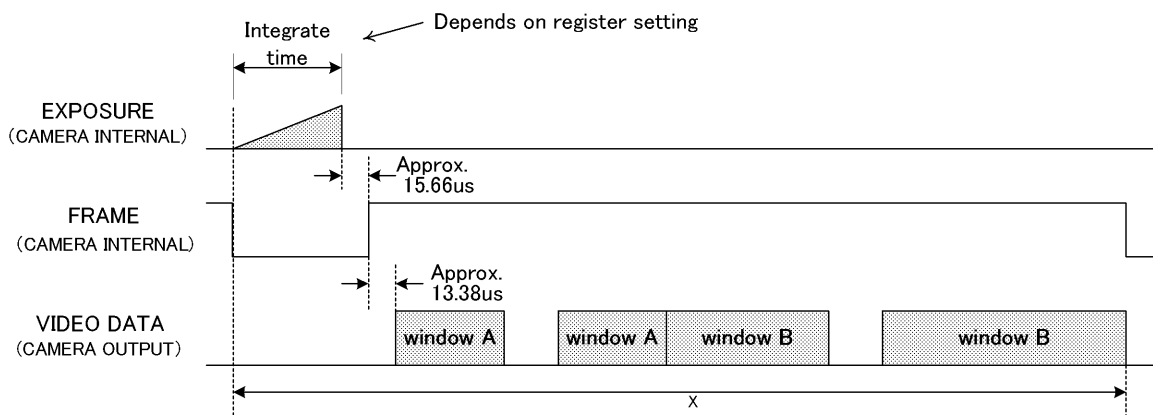 Integrate
time
Depends on register setting
EXPOSURE
(CAMERA INTERNAL)
Approx.
15.66us
FRAME
(CAMERA INTERNAL)
Approx.
13.38us
VIDEO DATA
(CAMERA OUTPUT)
window A
window A
window B
window B
x